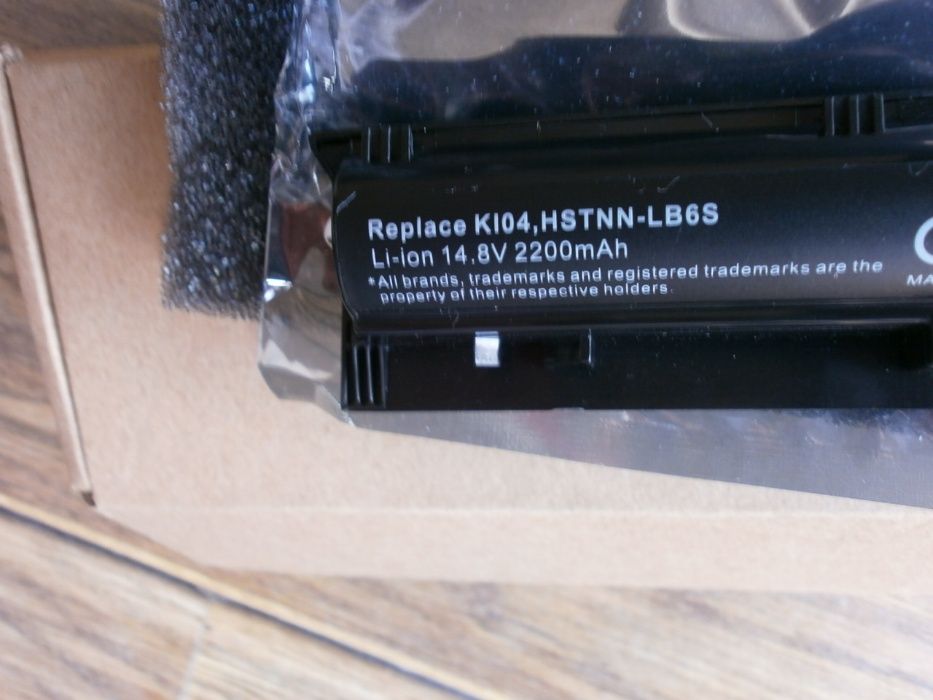 Replace KI04,HSTNN-LB6S
Li-ion 14.8V 2200mAh
*All brands, trademarks and registered trademarks are the
property of their respective holders.
MA